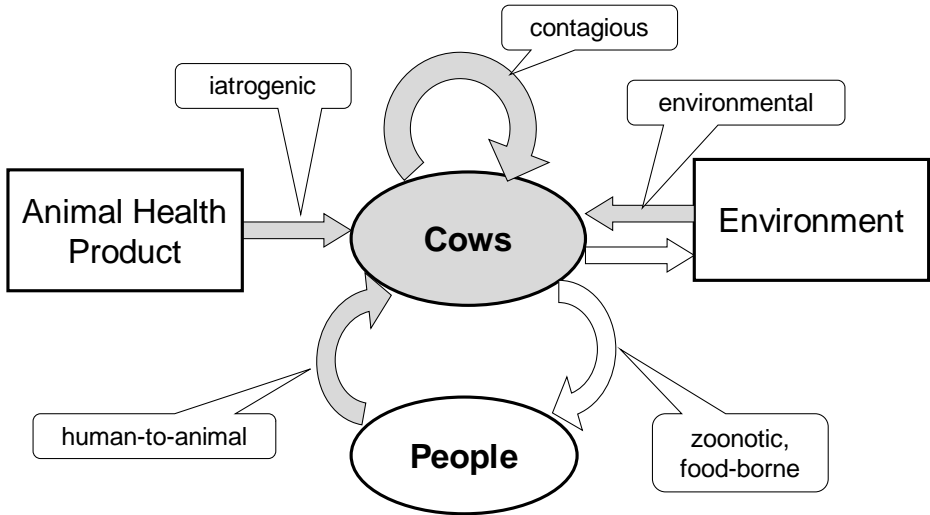 contagious
iatrogenic
environmental
Animal Health
Product
Cows
Environment
human-to-animal
People
zoonotic,
food-borne